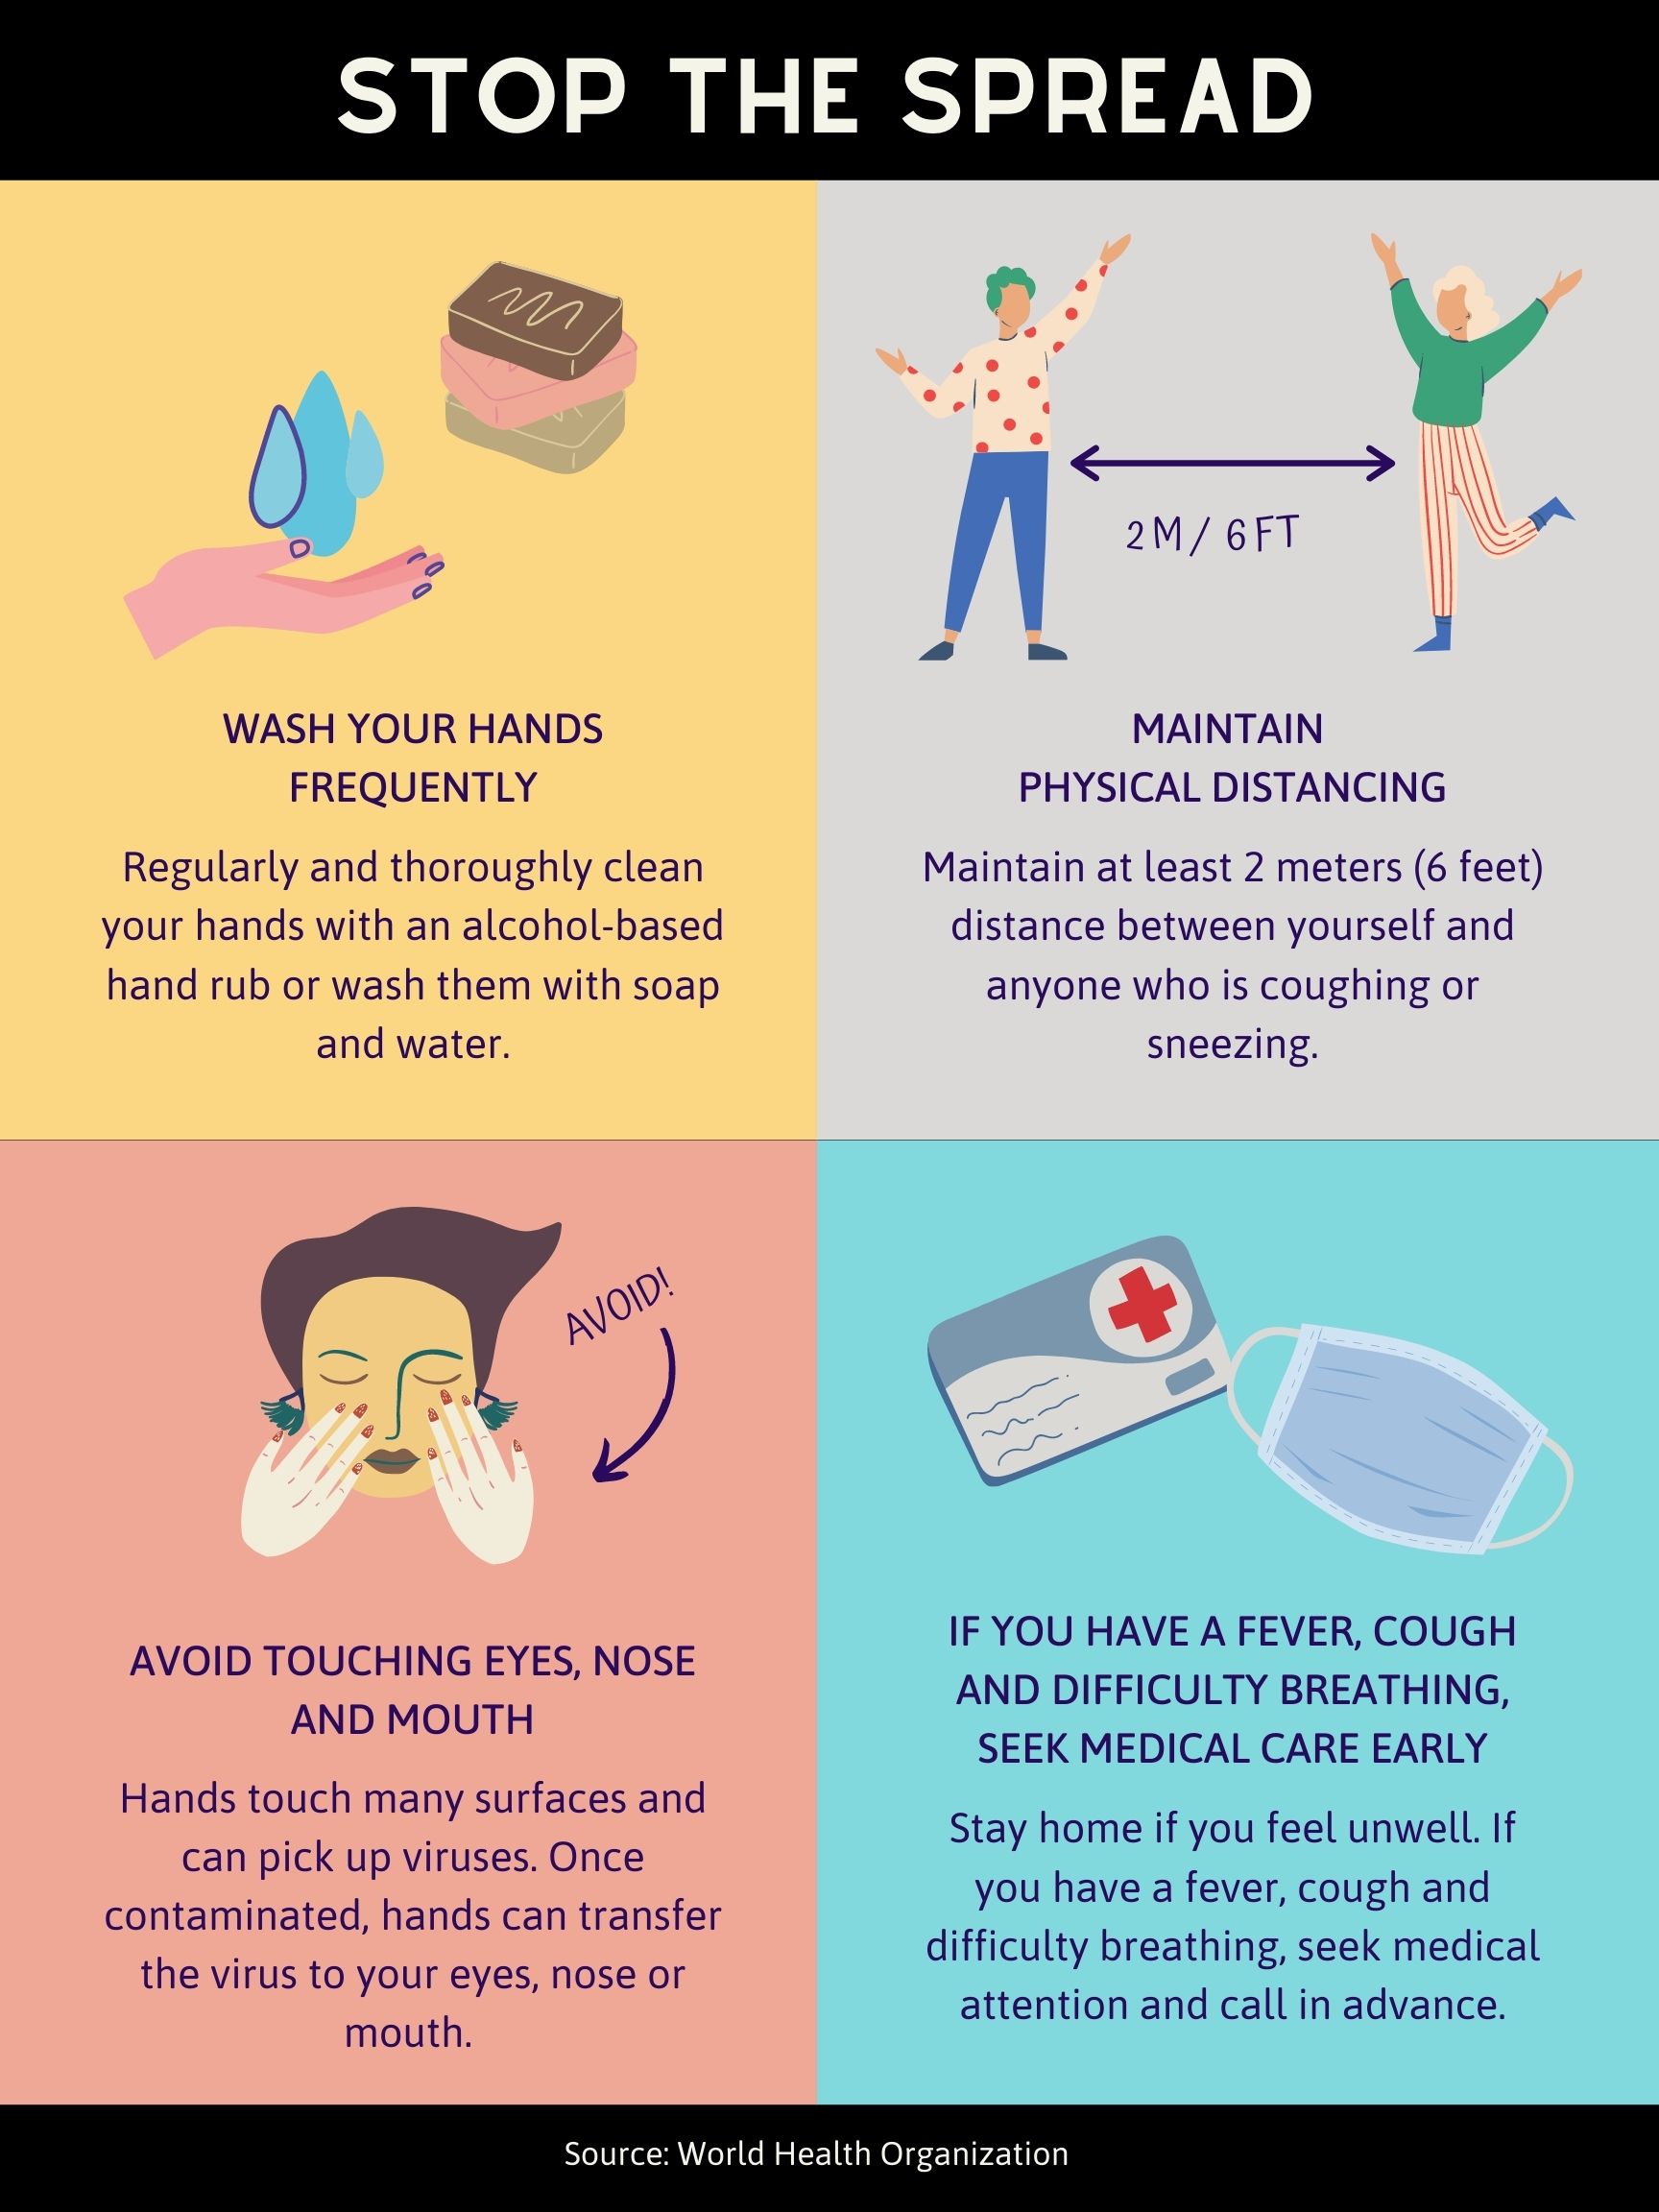 STOP THE SPREAD
2M/ 6FT
WASH YOUR HANDS
FREQUENTLY
Regularly and thoroughly clean
your hands with an alcohol-based
hand rub or wash them with soap
and water.
MAINTAIN
PHYSICAL DISTANCING
Maintain at least 2 meters (6 feet)
distance between yourself and
anyone who is coughing or
sneezing.
AVOID!
AVOID TOUCHING EYES, NOSE
AND MOUTH
Hands touch many surfaces and
can pick up viruses. Once
contaminated, hands can transfer
the virus to your eyes, nose or
mouth.
IF YOU HAVE A FEVER, COUGH
AND DIFFICULTY BREATHING,
SEEK MEDICAL CARE EARLY
Stay home if you feel unwell. If
you have a fever, cough and
difficulty breathing, seek medical
attention and call in advance.
Source: World Health Organization